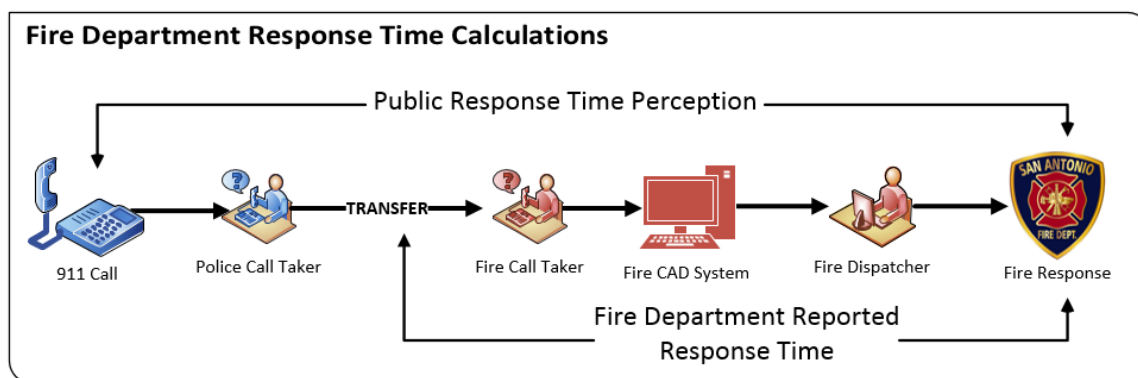 Fire Department Response Time Calculations
Public Response Time Perception
?
?
SAN ANTONIO
FIRE DEPT.
TRANSFER
911 Call
Police Call Taker
Fire Call Taker
Fire CAD System
Fire Dispatcher
Fire Response
Fire Department Reported
Response Time